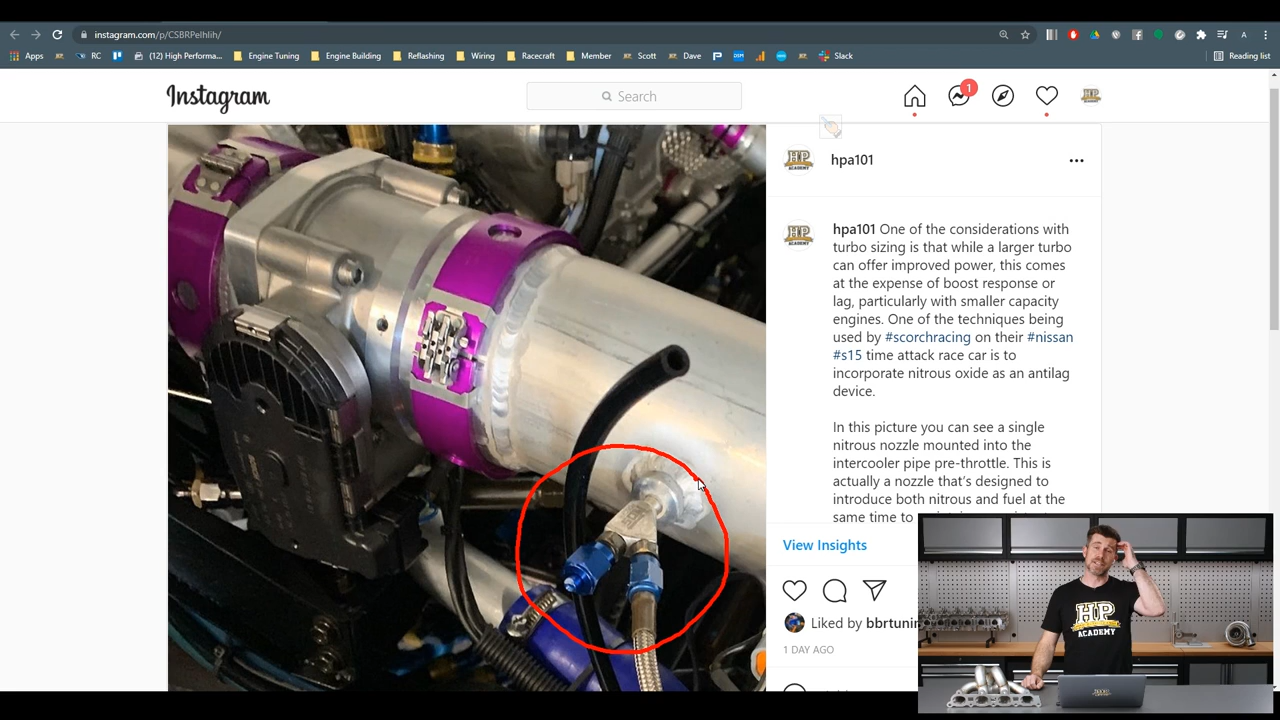 instagram.com/p/CSBRPelhlih/
Apps
RC
(12) High Performa...
Engine Tuning
Engine Building
Reflashing
Wiring
Racecraft
Member
Scott
Dave
Slack
Reading list
Instagram
Search
1
hpa101
hpa101 One of the considerations with
turbo sizing is that while a larger turbo
can offer improved power, this comes
at the expense of boost response or
lag, particularly with smaller capacity
engines. One of the techniques being
used by #scorchracing on their #nissan
#s15 time attack race car is to
incorporate nitrous oxide as an antilag
device.
In this picture you can see a single
nitrous nozzle mounted into the
intercooler pipe pre-throttle. This is
actually a nozzle that's designed to
introduce both nitrous and fuel at the
same time to
View Insights
Liked by bbrtunin
1 DAY AGO
HP
ACADEMY